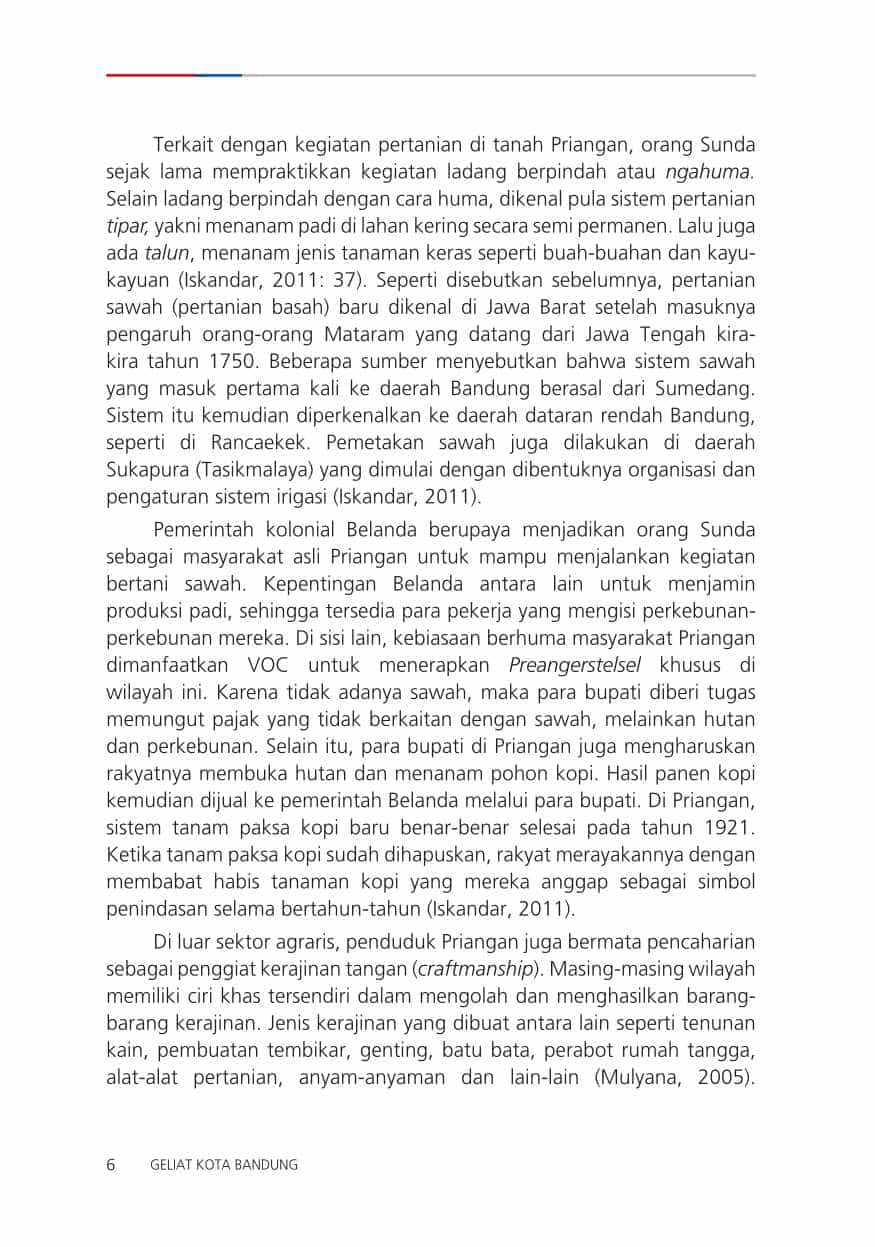 Terkait dengan kegiatan pertanian di tanah Priangan, orang Sunda
sejak lama mempraktikkan kegiatan ladang berpindah atau ngahuma.
Selain ladang berpindah dengan cara huma, dikenal pula sistem pertanian
tipar, yakni menanam padi di lahan kering secara semi permanen. Lalu juga
ada talun, menanam jenis tanaman keras seperti buah-buahan dan kayu-
kayuan (Iskandar, 2011: 37). Seperti disebutkan sebelumnya, pertanian
sawah (pertanian basah) baru dikenal di Jawa Barat setelah masuknya
pengaruh orang-orang Mataram yang datang dari Jawa Tengah kira-
kira tahun 1750. Beberapa sumber menyebutkan bahwa sistem sawah
yang masuk pertama kali ke daerah Bandung berasal dari Sumedang.
Sistem itu kemudian diperkenalkan ke daerah dataran rendah Bandung,
seperti di Rancaekek. Pemetakan sawah juga dilakukan di daerah
Sukapura (Tasikmalaya) yang dimulai dengan dibentuknya organisasi dan
pengaturan sistem irigasi (Iskandar, 2011).
Pemerintah kolonial Belanda berupaya menjadikan orang Sunda
sebagai masyarakat asli Priangan untuk mampu menjalankan kegiatan
bertani sawah. Kepentingan Belanda antara lain untuk menjamin
produksi padi, sehingga tersedia para pekerja yang mengisi perkebunan-
perkebunan mereka. Di sisi lain, kebiasaan berhuma masyarakat Priangan
dimanfaatkan VOC untuk menerapkan Preangerstelsel khusus di
wilayah ini. Karena tidak adanya sawah, maka para bupati diberi tugas
memungut pajak yang tidak berkaitan dengan sawah, melainkan hutan
dan perkebunan. Selain itu, para bupati di Priangan juga mengharuskan
rakyatnya membuka hutan dan menanam pohon kopi. Hasil panen kopi
kemudian dijual ke pemerintah Belanda melalui para bupati. Di Priangan,
sistem tanam paksa kopi baru benar-benar selesai pada tahun 1921.
Ketika tanam paksa kopi sudah dihapuskan, rakyat merayakannya dengan
membabat habis tanaman kopi yang mereka anggap sebagai simbol
penindasan selama bertahun-tahun (Iskandar, 2011).
Di luar sektor agraris, penduduk Priangan juga bermata pencaharian
sebagai penggiat kerajinan tangan (craftmanship). Masing-masing wilayah
memiliki ciri khas tersendiri dalam mengolah dan menghasilkan barang-
barang kerajinan. Jenis kerajinan yang dibuat antara lain seperti tenunan
kain, pembuatan tembikar, genting, batu bata, perabot rumah tangga,
alat-alat pertanian, anyam-anyaman dan lain-lain (Mulyana, 2005).
6 GELIAT KOTA BANDUNG